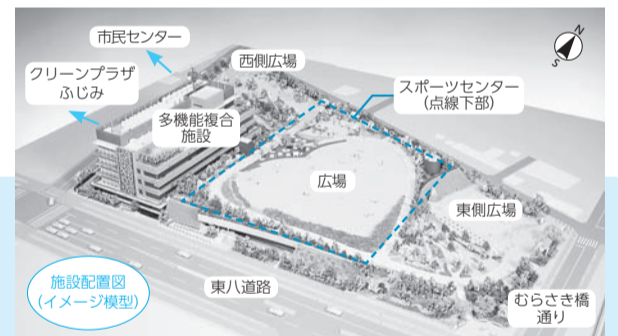 市民センター
西側広場
N
S
クリーンプラザ
ふじみ
スポーツセンター
(点線下部)
多機能複合
施設
広場
東側広場
施設配置図
(イメージ模型)
東八道路
むらさき橋
通り